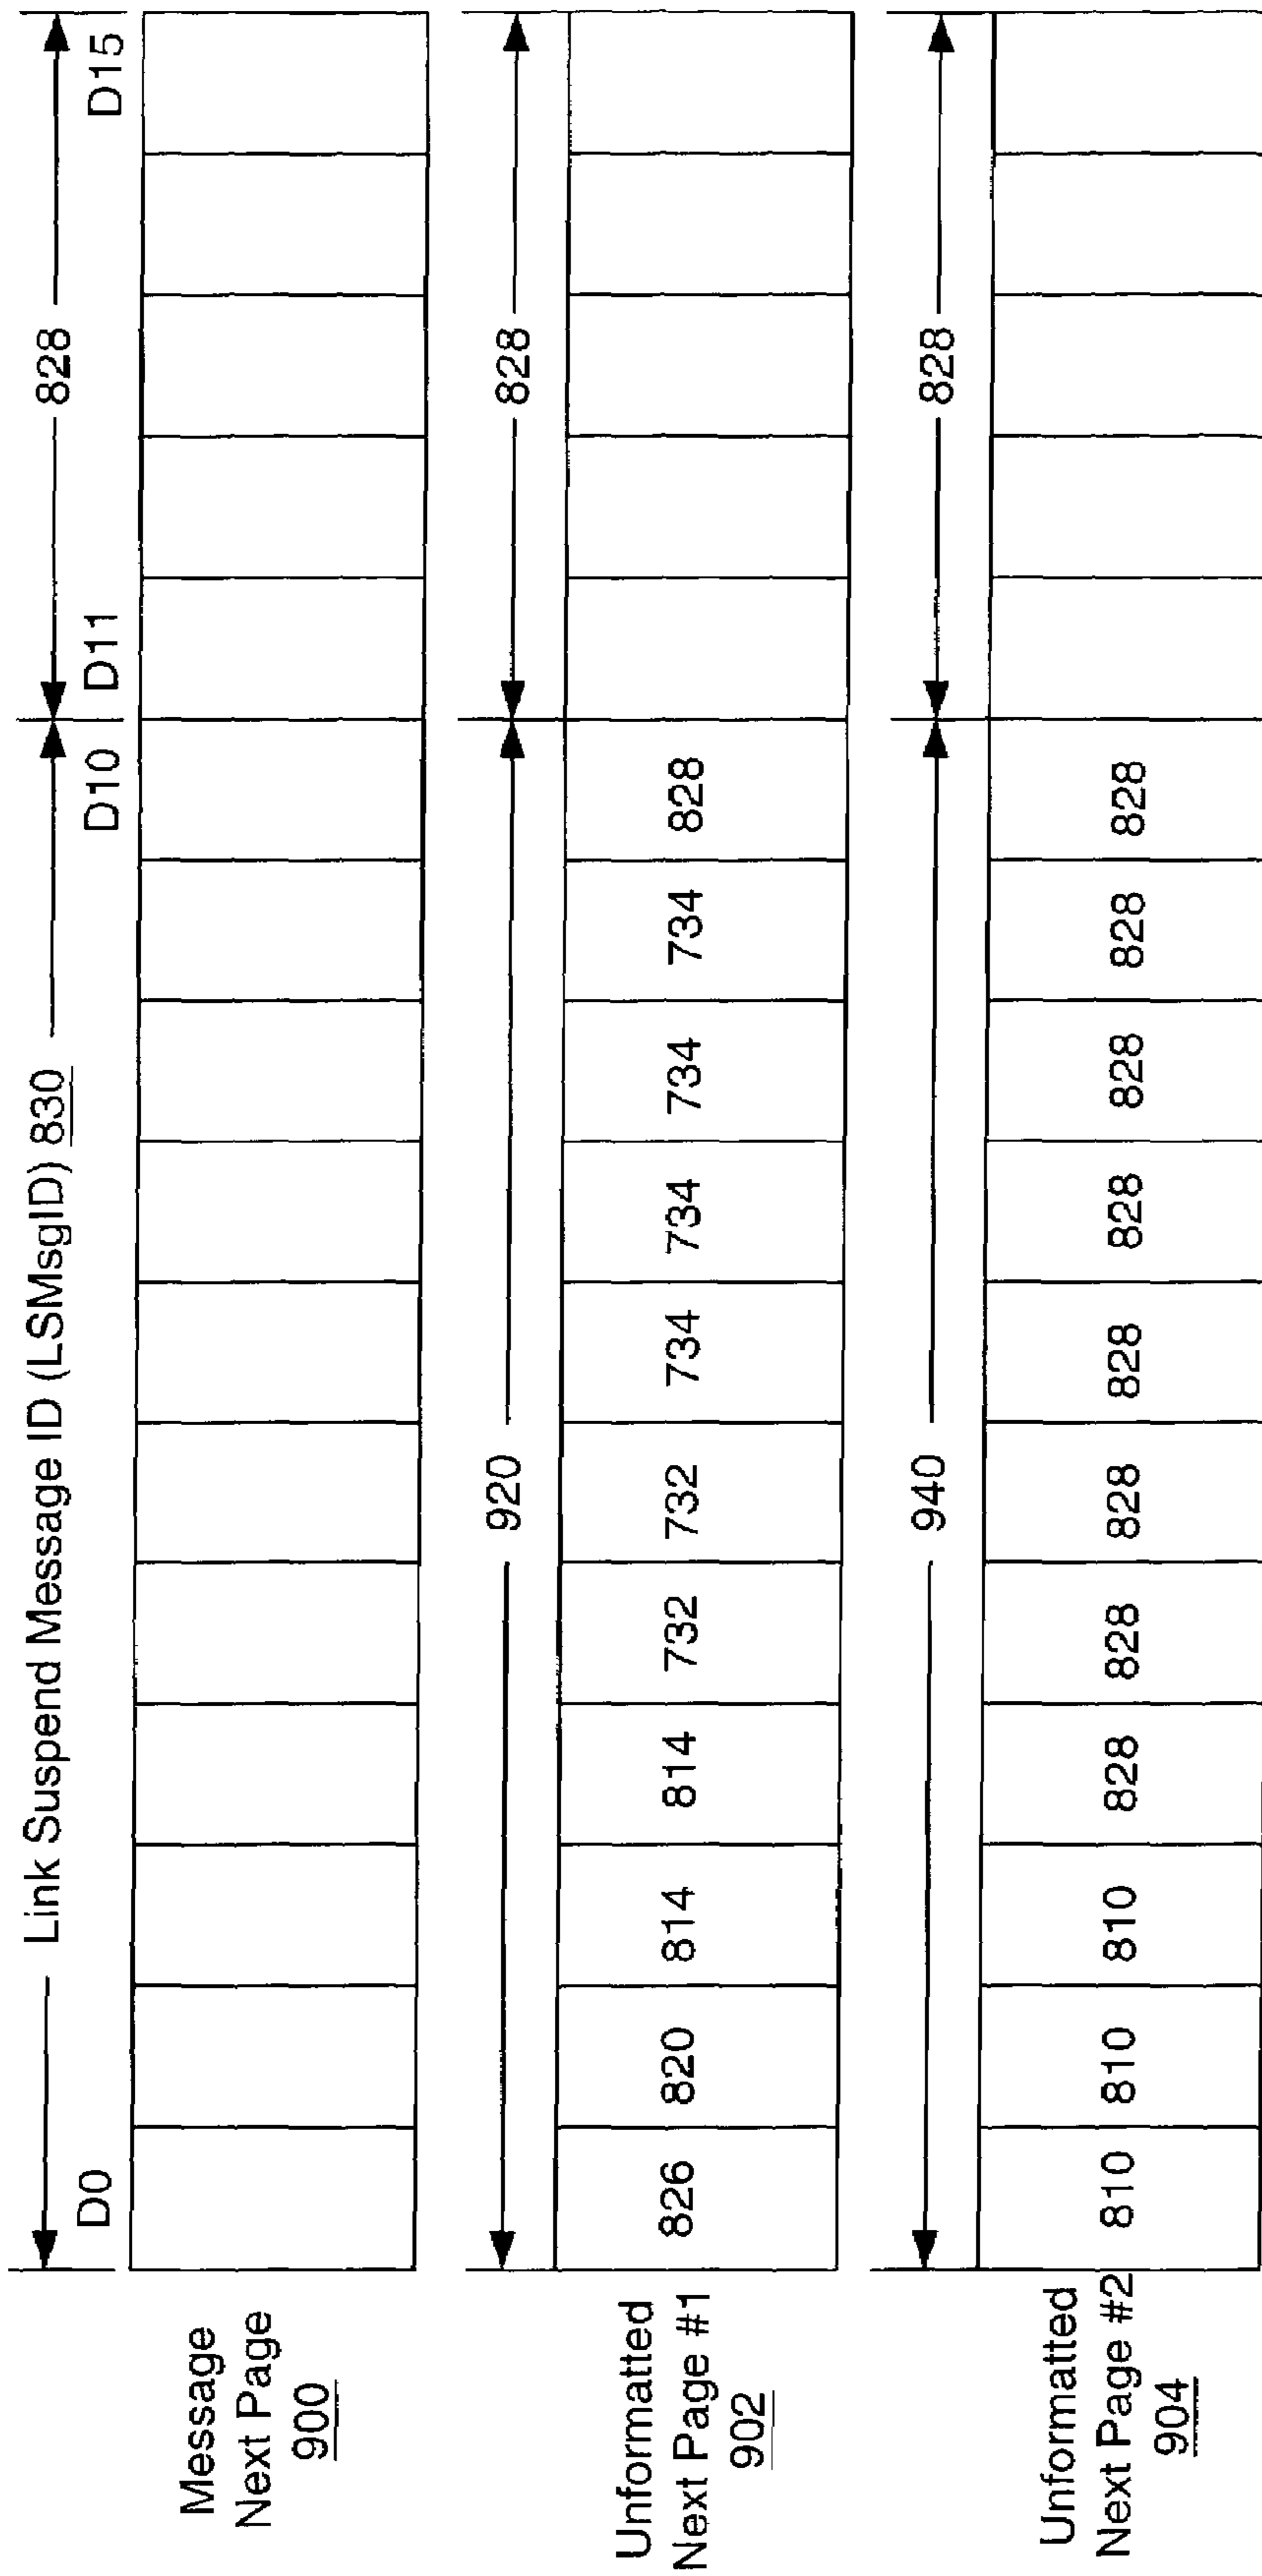 Link Suspend Message ID (LSMsgID) 830 828
D0 D10 D11 D15
Message
Next Page
900
920 828
Unformatted
Next Page #1
902
826 820 814 814 732 732 734 734 734 734 828
940 828
Unformatted
Next Page #2
904
810 810 810 828 828 828 828 828 828 828 828